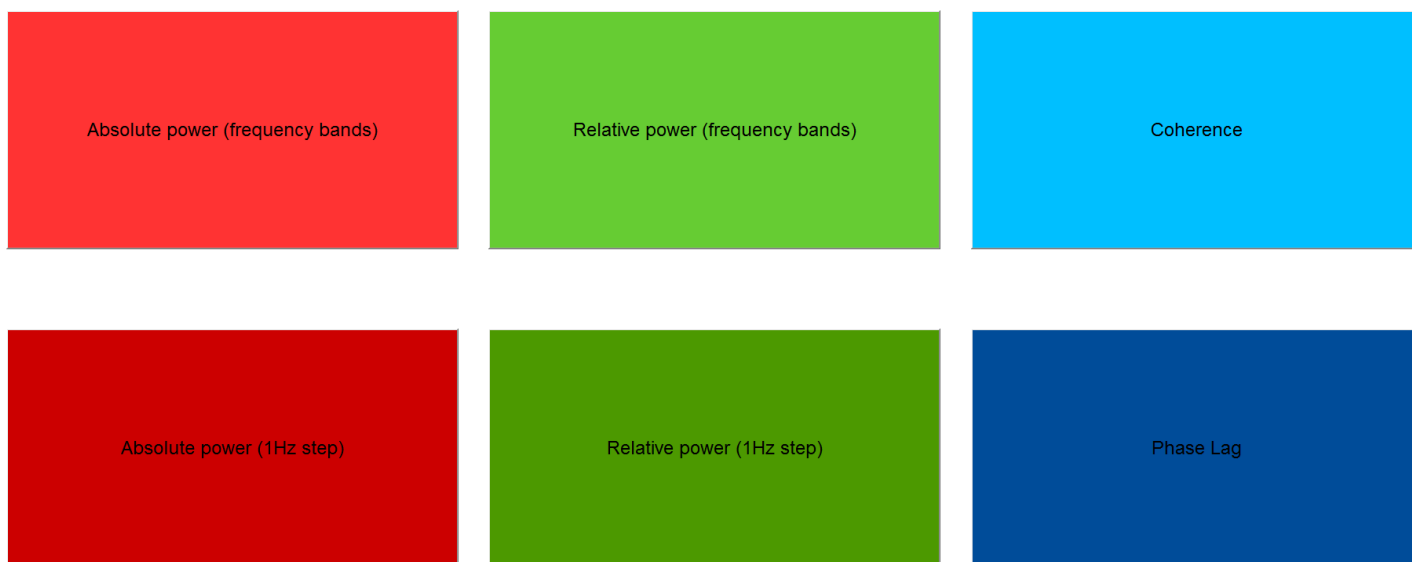 Absolute power (frequency bands)
Relative power (frequency bands)
Coherence
Absolute power (1Hz step)
Relative power (1Hz step)
Phase Lag